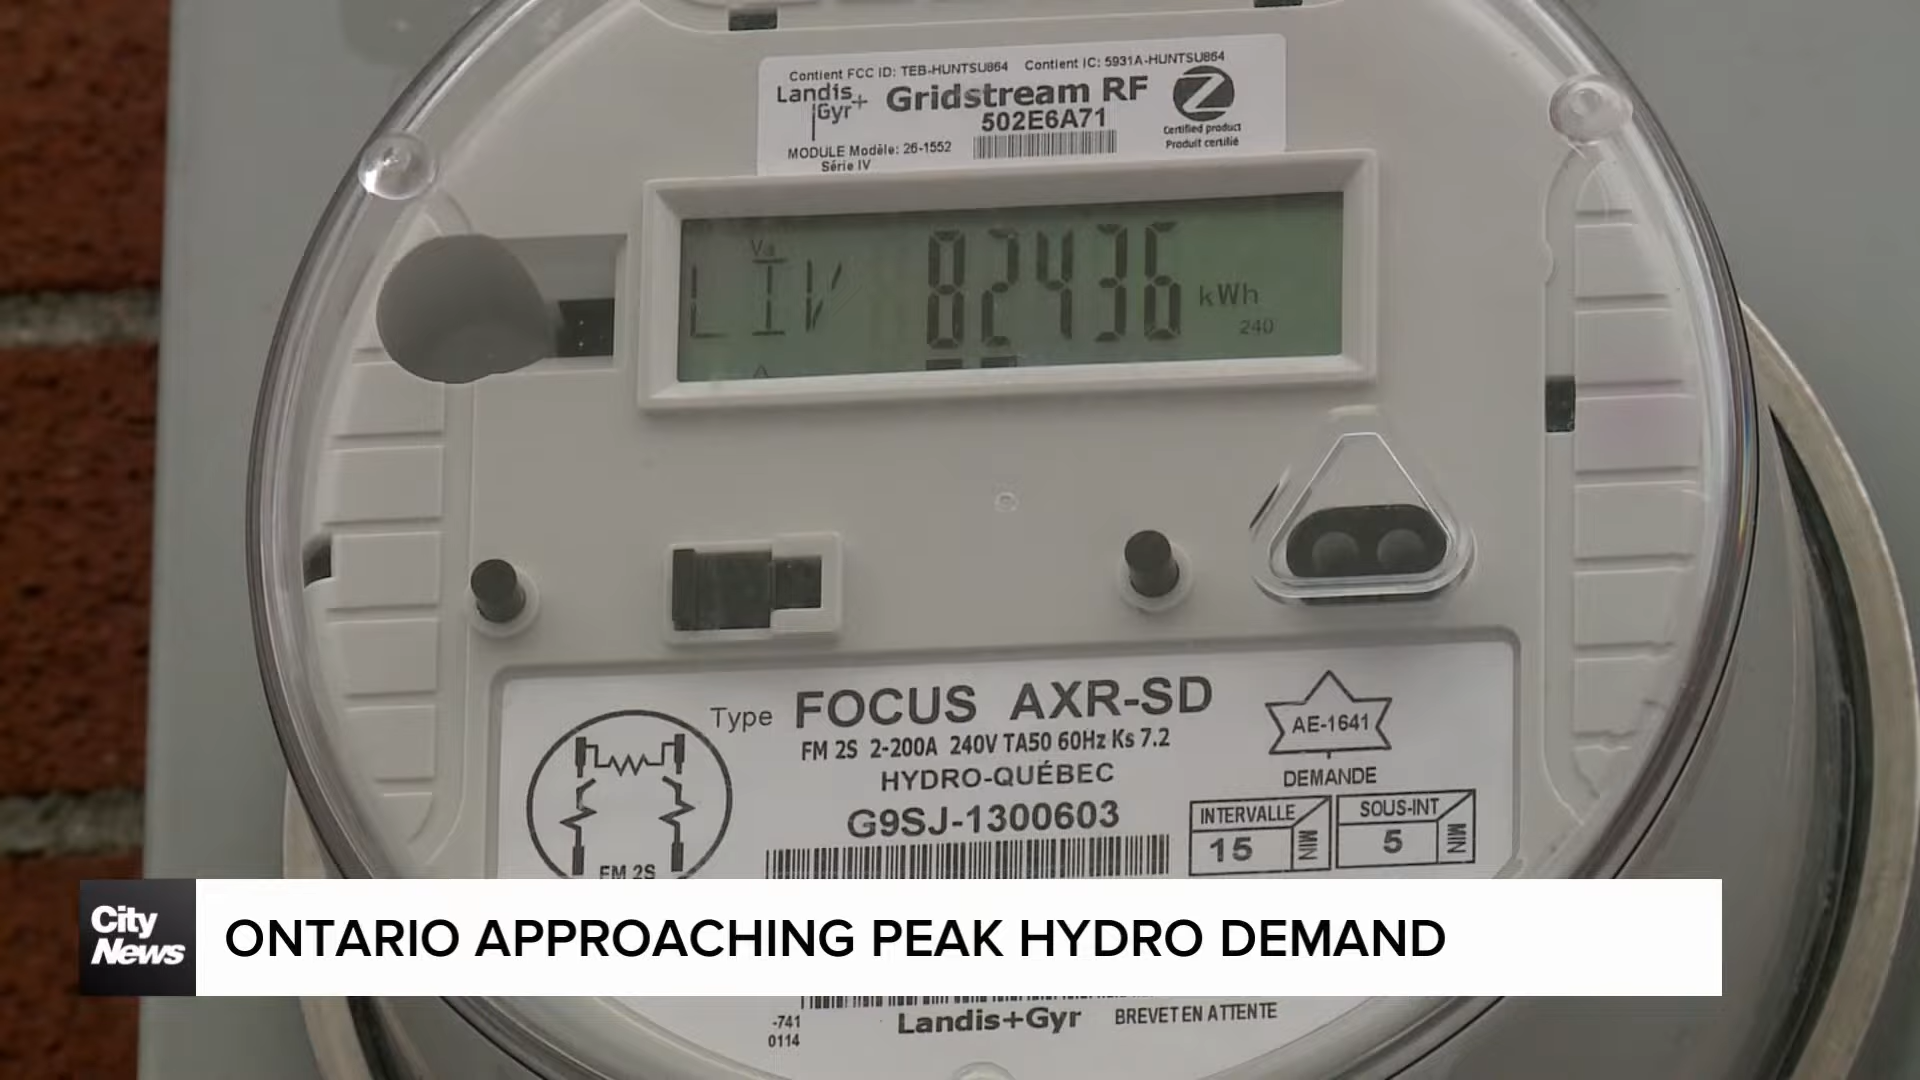 Contient FCC ID: TEB-HUNTSU864 Contient IC: 5931A-HUNTSU864
Landis+Gyr
Gridstream RF
502E6A71
Certified product
Produit certifié
MODULE Modèle: 26-1552
Série IV
LIV 82436 kWh
240
Type FOCUS AXR-SD
FM 2S 2-200A 240V TA50 60Hz Ks 7.2
HYDRO-QUÉBEC
G9SJ-1300603
AE-1641
DEMANDE
INTERVALLE
15 MIN
SOUS-INT
5 MIN
FM 2S
City News
ONTARIO APPROACHING PEAK HYDRO DEMAND
-741
0114
Landis+Gyr BREVET EN ATTENTE